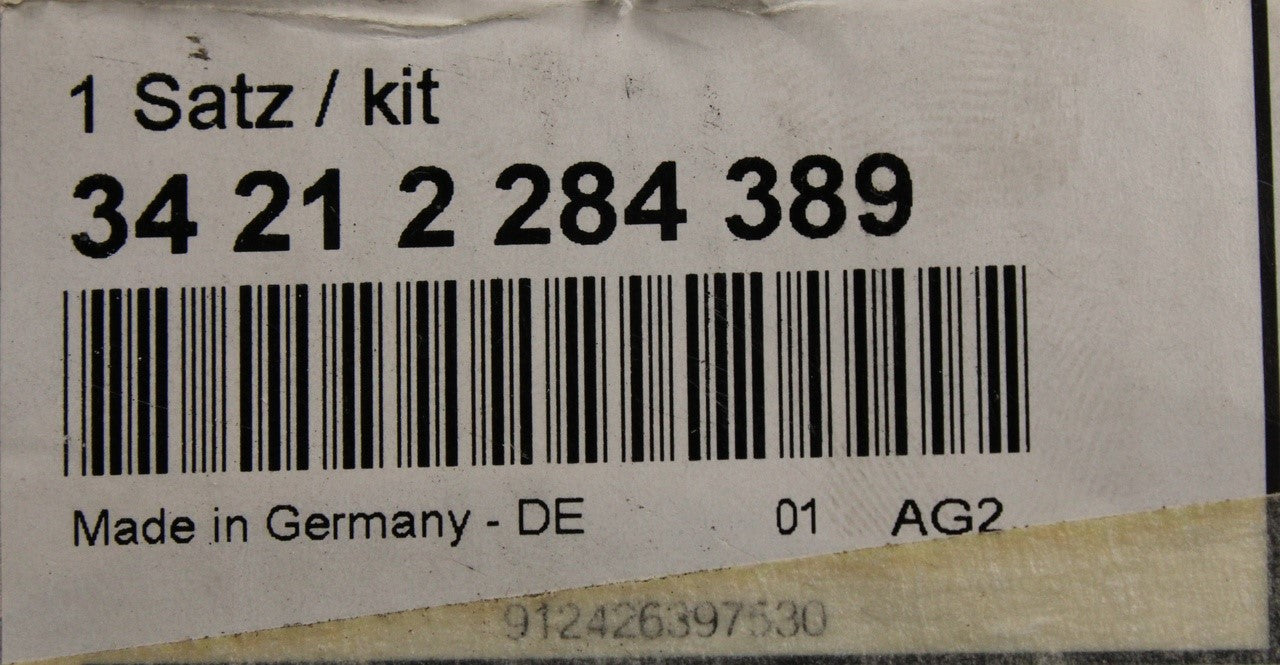 1 Satz / kit
34 21 2 284 389
Made in Germany - DE 01 AG2
912426397530